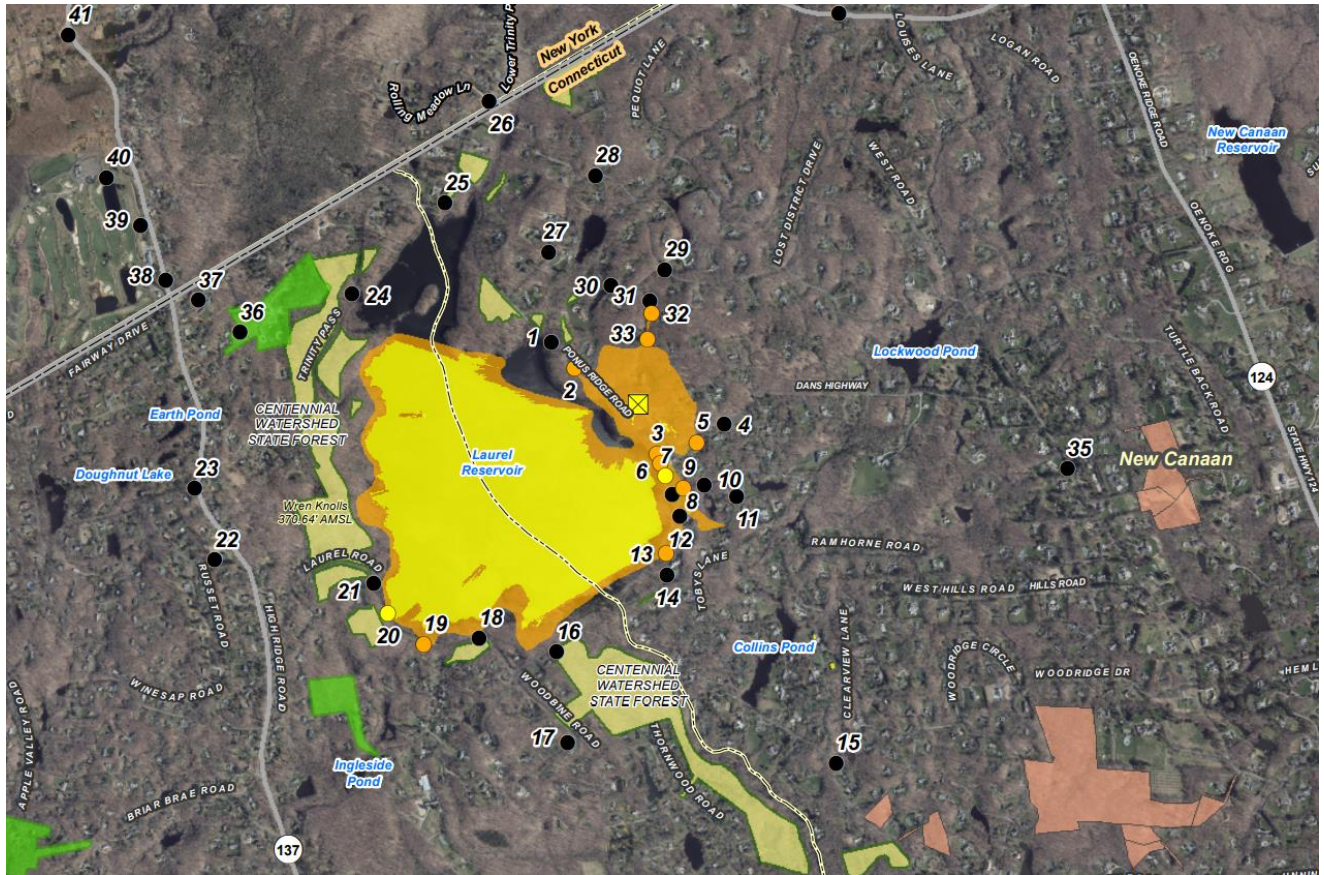 41
New York
Connecticut
Lower Trinity P
Rolling Meadow Ln
26
PEQUOT LANE
LOUISES LANE
LOGAN ROAD
OENOKE RIDGE ROAD
New Canaan
Reservoir
40
28
25
WEST ROAD
LOST DISTRICT DRIVE
39
27
29
OENOKE RDG
38
37
24
30
31
32
36
33
1
FAIRWAY DRIVE
TRINITY PASS
PONUS RIDGE ROAD
2
Lockwood Pond
TURTLE BACK ROAD
124
DANS HIGHWAY
Earth Pond
CENTENNIAL
WATERSHED
STATE FOREST
5
4
3
STATE HWY 124
35
New Canaan
Laurel
Reservoir
7
6
9
10
Doughnut Lake
23
8
11
Wren Knolls
370.64' AMSL
22
12
13
RAMHORNE ROAD
LAUREL ROAD
TOBYS LANE
14
WEST HILLS ROAD
HILLS ROAD
21
RUSSET ROAD
HIGH RIDGE ROAD
20
19
18
16
Collins Pond
CLEARVIEW LANE
WOODRIDGE CIRCLE
WOODRIDGE DR
HEML
CENTENNIAL
WATERSHED
STATE FOREST
WINESAP ROAD
APPLE VALLEY ROAD
WOODBINE ROAD
17
THORNWOOD ROAD
15
Ingleside
Pond
BRIAR BRAE ROAD
137